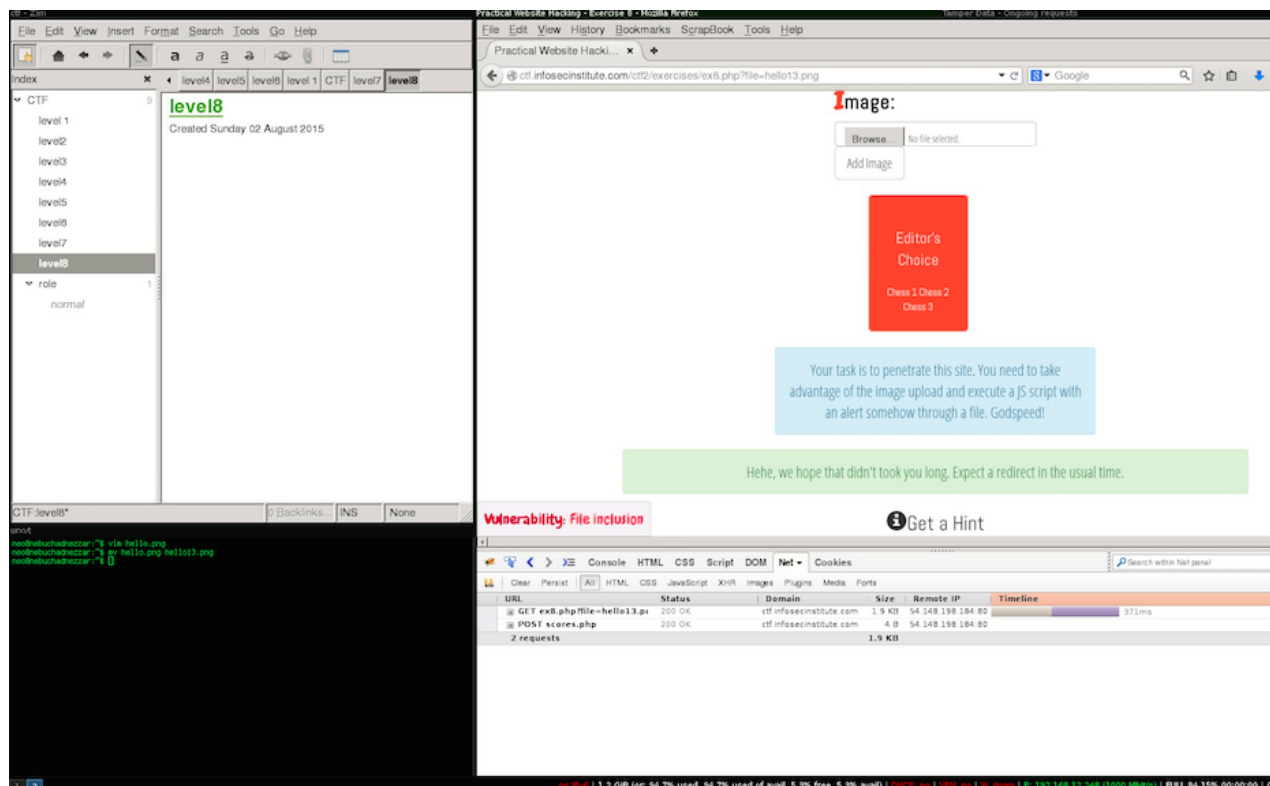 ctf - Zim
File Edit View Insert Format Search Tools Go Help
a a a a
Index
level4 level5 level6 level 1 CTF level7 level8
CTF 9
level 1
level2
level3
level4
level5
level6
level7
level8
role 1
normal
level8
Created Sunday 02 August 2015
CTF:level8*
0 Backlinks... INS None
urxvt
neo@nebuchadnezzar:~$ vim hello.png
neo@nebuchadnezzar:~$ mv hello.png hello13.png
neo@nebuchadnezzar:~$
Practical Website Hacking - Exercise 8 - Mozilla Firefox
Tamper Data - Ongoing requests
File Edit View History Bookmarks ScrapBook Tools Help
Practical Website Hacki...
ctf.infosecinstitute.com/ctf2/exercises/ex8.php?file=hello13.png
Google
Image:
Browse... No file selected.
Add Image
Editor's
Choice
Chess 1 Chess 2
Chess 3
Your task is to penetrate this site. You need to take
advantage of the image upload and execute a JS script with
an alert somehow through a file. Godspeed!
Hehe, we hope that didn't took you long. Expect a redirect in the usual time.
Vulnerability: File inclusion
Get a Hint
Console HTML CSS Script DOM Net Cookies
Search within Net panel
Clear Persist All HTML CSS JavaScript XHR Images Plugins Media Fonts
URL Status Domain Size Remote IP Timeline
GET ex8.php?file=hello13.p 200 OK ctf.infosecinstitute.com 1.9 KB 54.148.198.184:80 371ms
POST scores.php 200 OK ctf.infosecinstitute.com 4 B 54.148.198.184:80
2 requests 1.9 KB
1 2